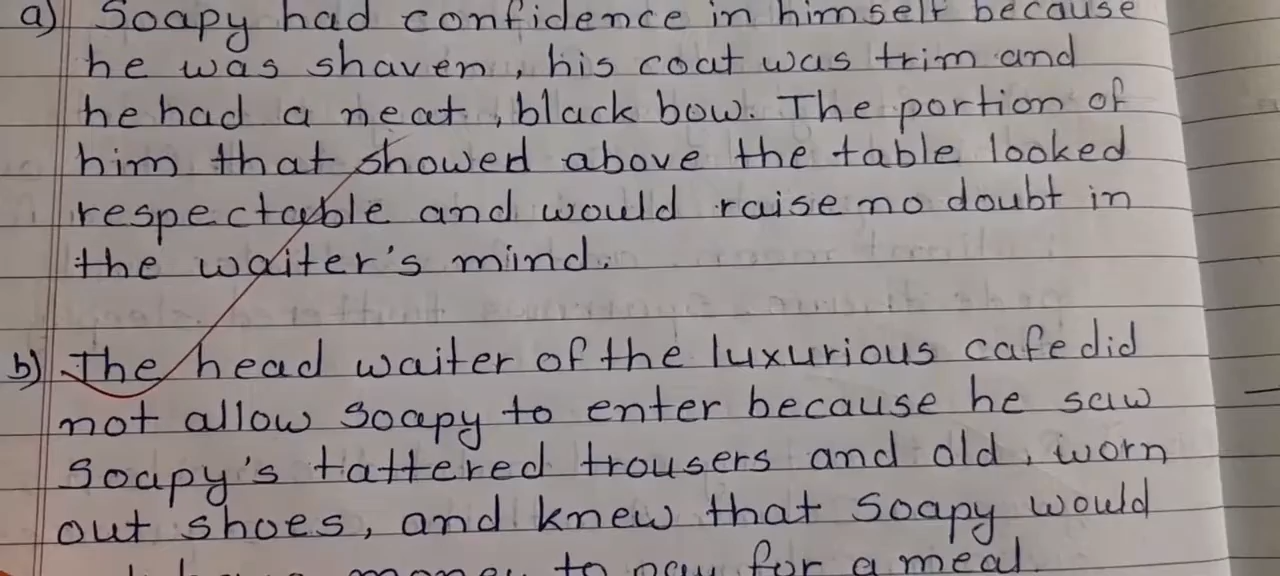 a) Soapy had confidence in himself because
he was shaven, his coat was trim and
he had a neat, black bow. The portion of
him that showed above the table looked
respectable and would raise no doubt in
the waiter's mind.
b) The head waiter of the luxurious cafe did
not allow Soapy to enter because he saw
Soapy's tattered trousers and old, worn
out shoes, and knew that Soapy would
money to pay for a meal.